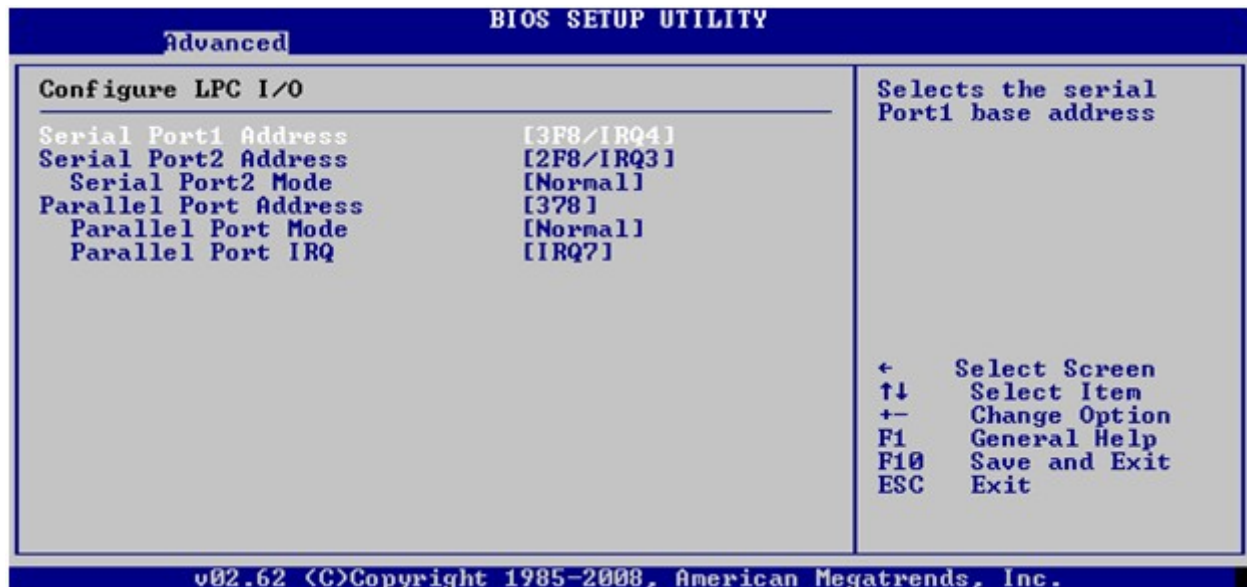 BIOS SETUP UTILITY
Advanced
Configure LPC I/O
Serial Port1 Address [3F8/IRQ4]
Serial Port2 Address [2F8/IRQ3]
Serial Port2 Mode [Normal]
Parallel Port Address [378]
Parallel Port Mode [Normal]
Parallel Port IRQ [IRQ7]
Selects the serial
Port1 base address
← Select Screen
↑↓ Select Item
+- Change Option
F1 General Help
F10 Save and Exit
ESC Exit
v02.62 (C)Copyright 1985-2008, American Megatrends, Inc.